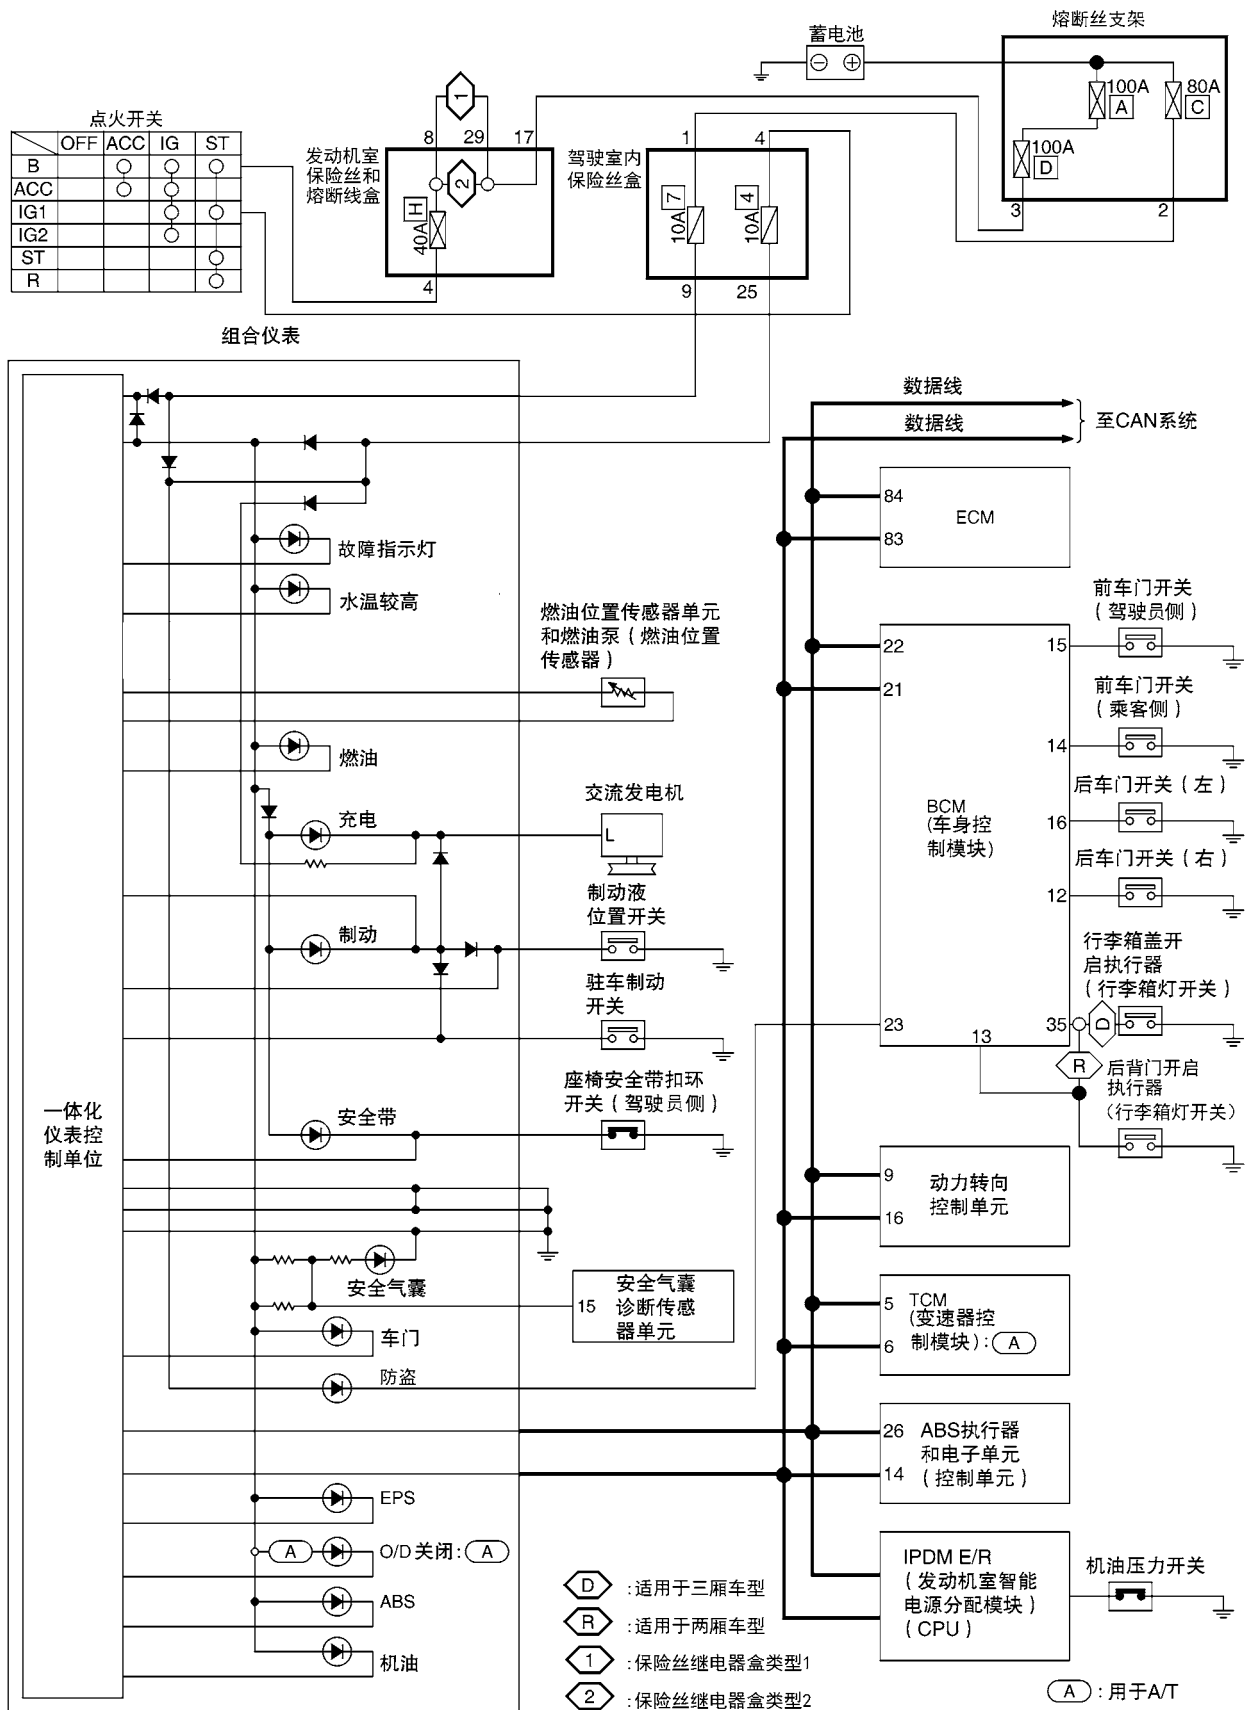 熔断丝支架
蓄电池
100A
A
80A
C
100A
D
3
2
点火开关
OFF ACC IG ST
B
ACC
IG1
IG2
ST
R
1
8 29 17
发动机室
保险丝和
熔断线盒
2
H
40A
4
驾驶室内
保险丝盒
1 4
7
10A
4
10A
9 25
组合仪表
数据线
数据线
至CAN系统
84
83
ECM
故障指示灯
水温较高
燃油位置传感器单元
和燃油泵（燃油位置
传感器）
燃油
充电
交流发电机
L
制动液
位置开关
制动
驻车制动
开关
座椅安全带扣环
开关（驾驶员侧）
安全带
一体化
仪表控
制单位
安全气囊
15
安全气囊
诊断传感
器单元
车门
防盗
EPS
A
O/D 关闭: A
ABS
机油
22
21
23
13
BCM
(车身控
制模块)
15
14
16
12
35
前车门开关
（驾驶员侧）
前车门开关
（乘客侧）
后车门开关（左）
后车门开关（右）
行李箱盖开
启执行器
（行李箱灯开关）
D
R
后背门开启
执行器
（行李箱灯开关）
9
16
动力转向
控制单元
5
6
TCM
(变速器控
制模块): A
26
14
ABS执行器
和电子单元
（控制单元）
IPDM E/R
（发动机室智能
电源分配模块）
（CPU）
机油压力开关
D :适用于三厢车型
R :适用于两厢车型
1 :保险丝继电器盒类型1
2 :保险丝继电器盒类型2
A : 用于A/T